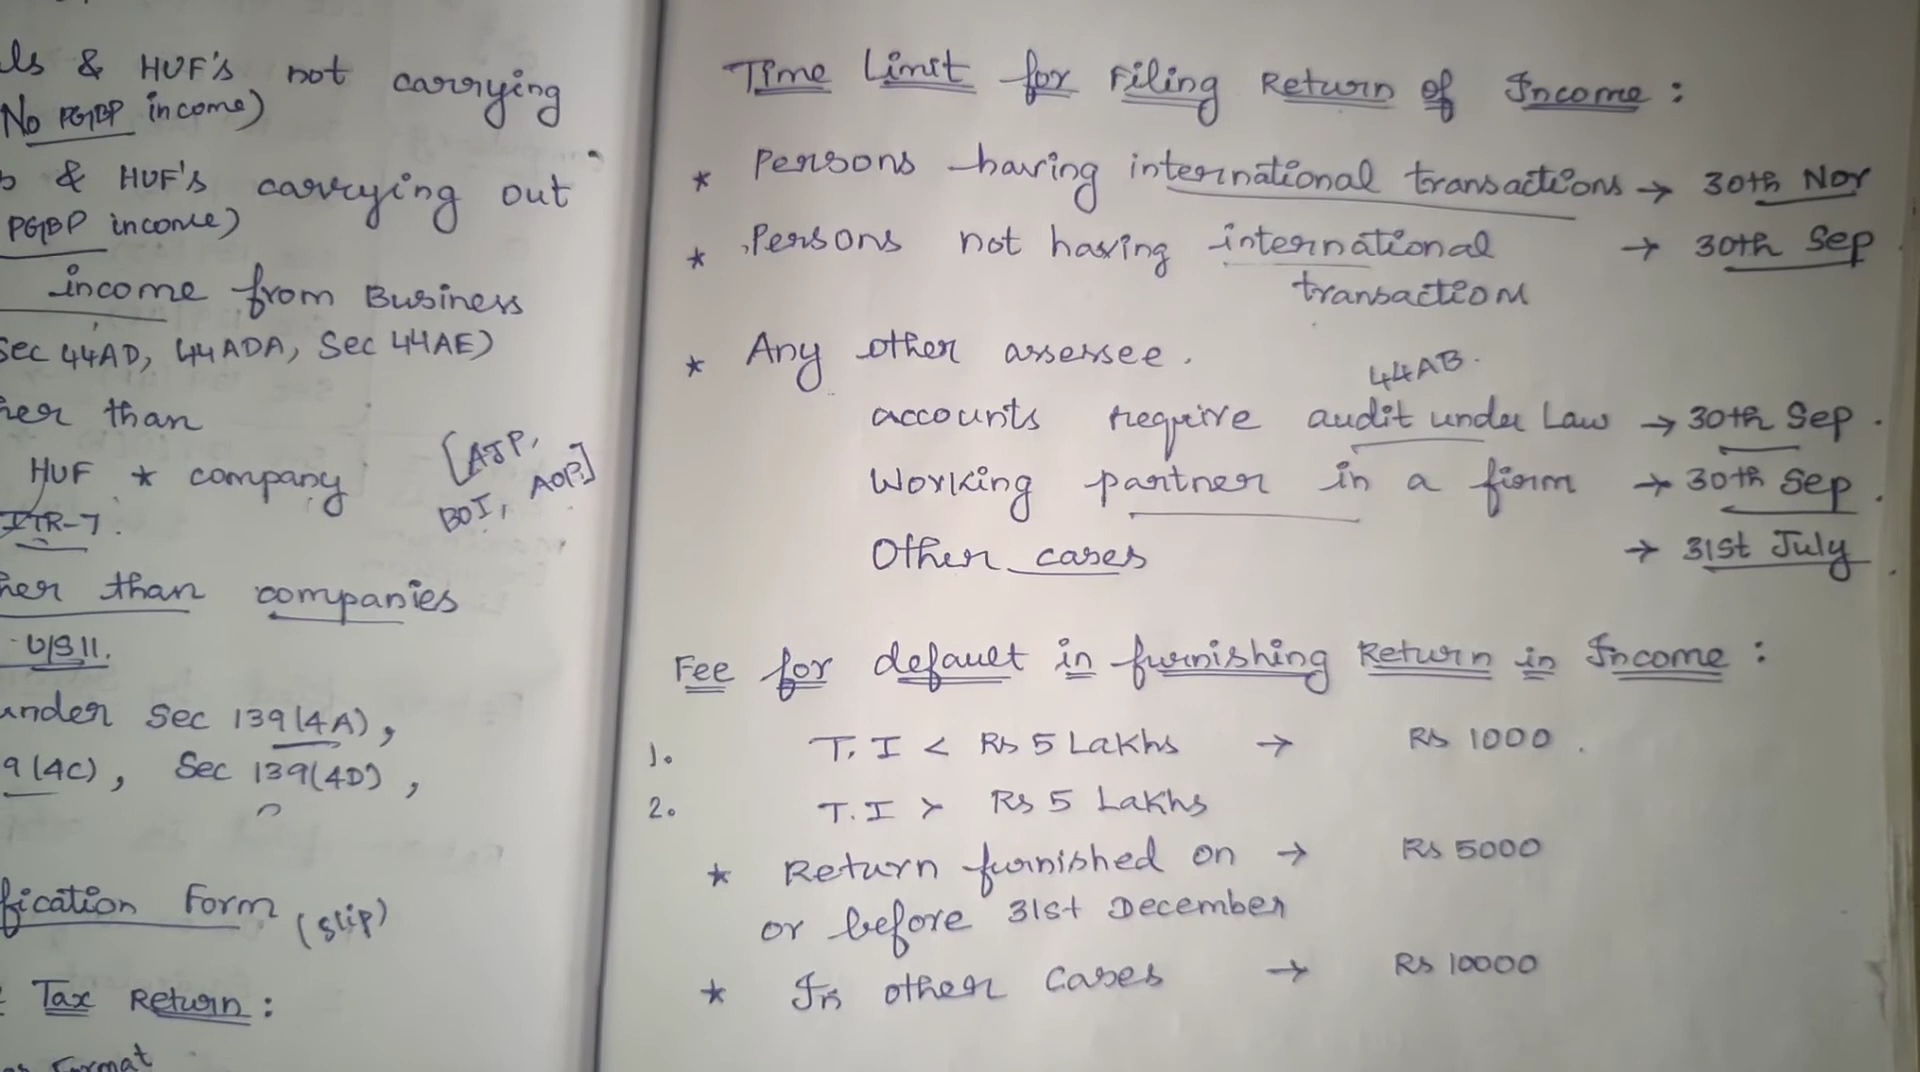 ls & HUF's not carrying
No PGBP income)
& HUF's carrying out
PGBP income)
income from Business
Sec 44AD, 44ADA, Sec 44AE)
her than
HUF * company [AJP,
BOI, AOP]
ITR-7.
her than companies
U/S 11.
under Sec 139(4A),
9(4C), Sec 139(4D),
fication Form (slip)
Tax Return:
Format
Time Limit for Filing Return of Income:
* Persons having international transactions → 30th Nov
* Persons not having international → 30th Sep
transaction
* Any other assessee.
44AB.
accounts require audit under Law → 30th Sep.
Working partner in a firm → 30th Sep.
Other cases → 31st July
Fee for default in furnishing Return in Income:
1. T.I < Rs 5 Lakhs → Rs 1000.
2. T.I > Rs 5 Lakhs
* Return furnished on → Rs 5000
or before 31st December
* In other cases → Rs 10000